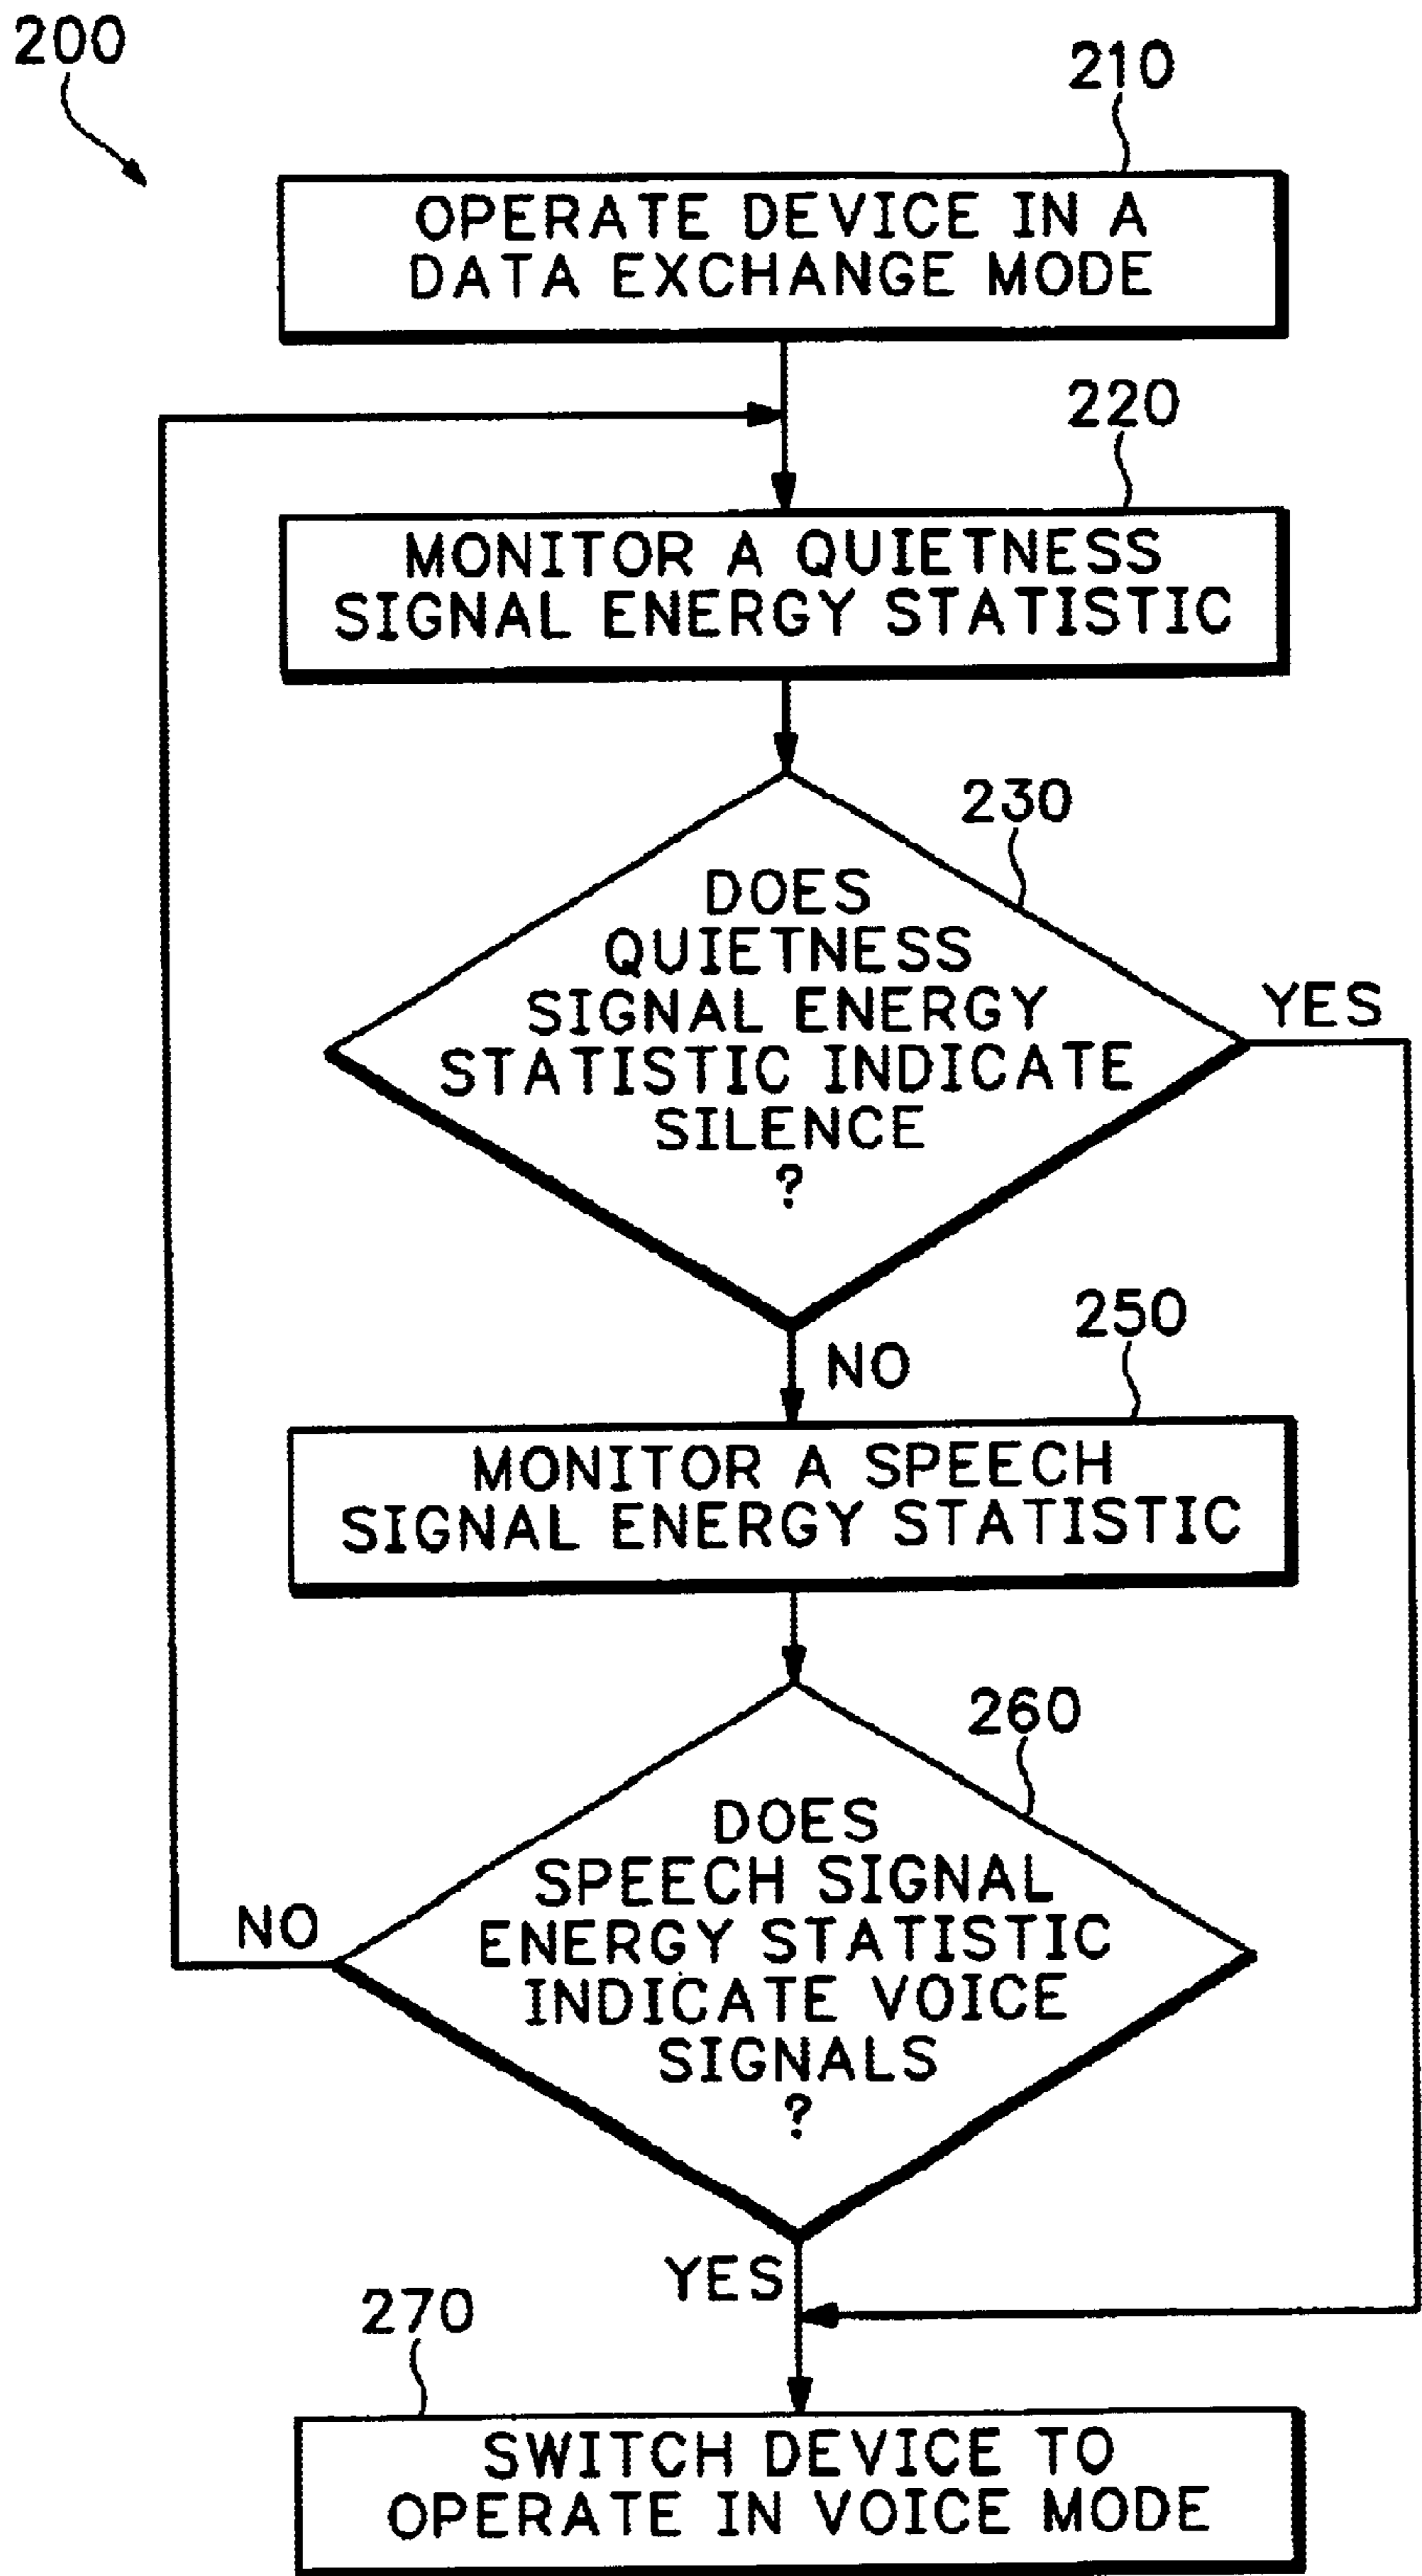 200
210
OPERATE DEVICE IN A
DATA EXCHANGE MODE
220
MONITOR A QUIETNESS
SIGNAL ENERGY STATISTIC
230
DOES
QUIETNESS
SIGNAL ENERGY
STATISTIC INDICATE
SILENCE
?
YES
NO
250
MONITOR A SPEECH
SIGNAL ENERGY STATISTIC
260
DOES
SPEECH SIGNAL
ENERGY STATISTIC
INDICATE VOICE
SIGNALS
?
NO
YES
270
SWITCH DEVICE TO
OPERATE IN VOICE MODE